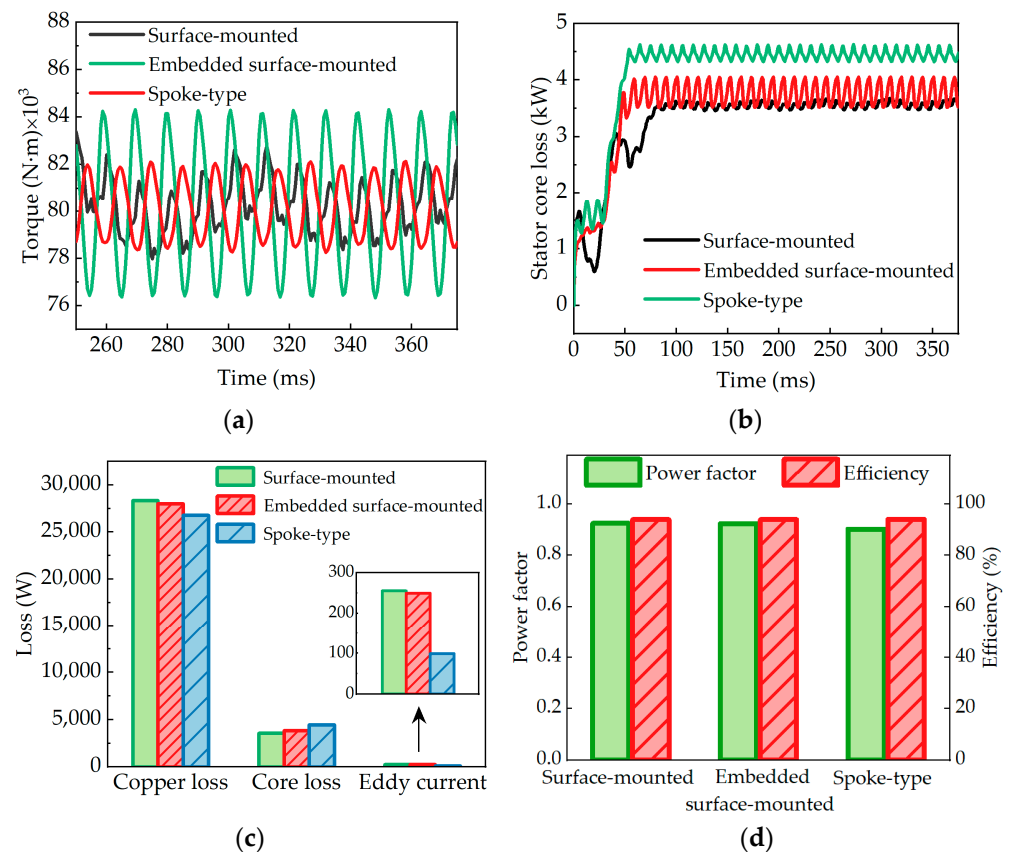 88
86
84
82
80
78
76
Torque (N·m)×10³
Surface-mounted
Embedded surface-mounted
Spoke-type
260
280
300
320
340
360
Time (ms)
(a)
5
4
3
2
1
0
Stator core loss (kW)
Surface-mounted
Embedded surface-mounted
Spoke-type
0
50
100
150
200
250
300
350
Time (ms)
(b)
30,000
25,000
20,000
15,000
10,000
5,000
0
Loss (W)
Surface-mounted
Embedded surface-mounted
Spoke-type
300
200
100
0
Copper loss
Core loss
Eddy current
(c)
Power factor
Efficiency
1.0
0.8
0.6
0.4
0.2
0.0
Power factor
100
80
60
40
20
0
Efficiency (%)
Surface-mounted
Embedded
surface-mounted
Spoke-type
(d)